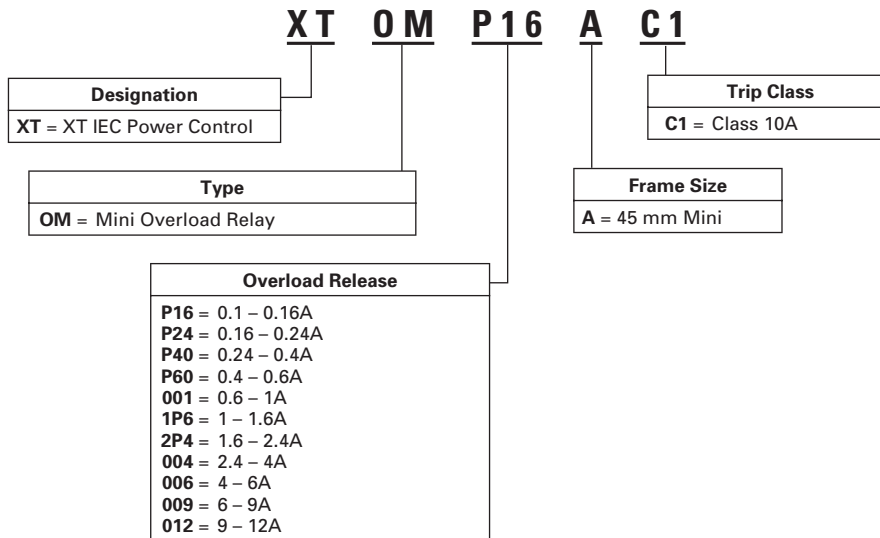 XT OM P16 A C1
Designation
XT = XT IEC Power Control
Trip Class
C1 = Class 10A
Type
OM = Mini Overload Relay
Frame Size
A = 45 mm Mini
Overload Release
P16 = 0.1 – 0.16A
P24 = 0.16 – 0.24A
P40 = 0.24 – 0.4A
P60 = 0.4 – 0.6A
001 = 0.6 – 1A
1P6 = 1 – 1.6A
2P4 = 1.6 – 2.4A
004 = 2.4 – 4A
006 = 4 – 6A
009 = 6 – 9A
012 = 9 – 12A